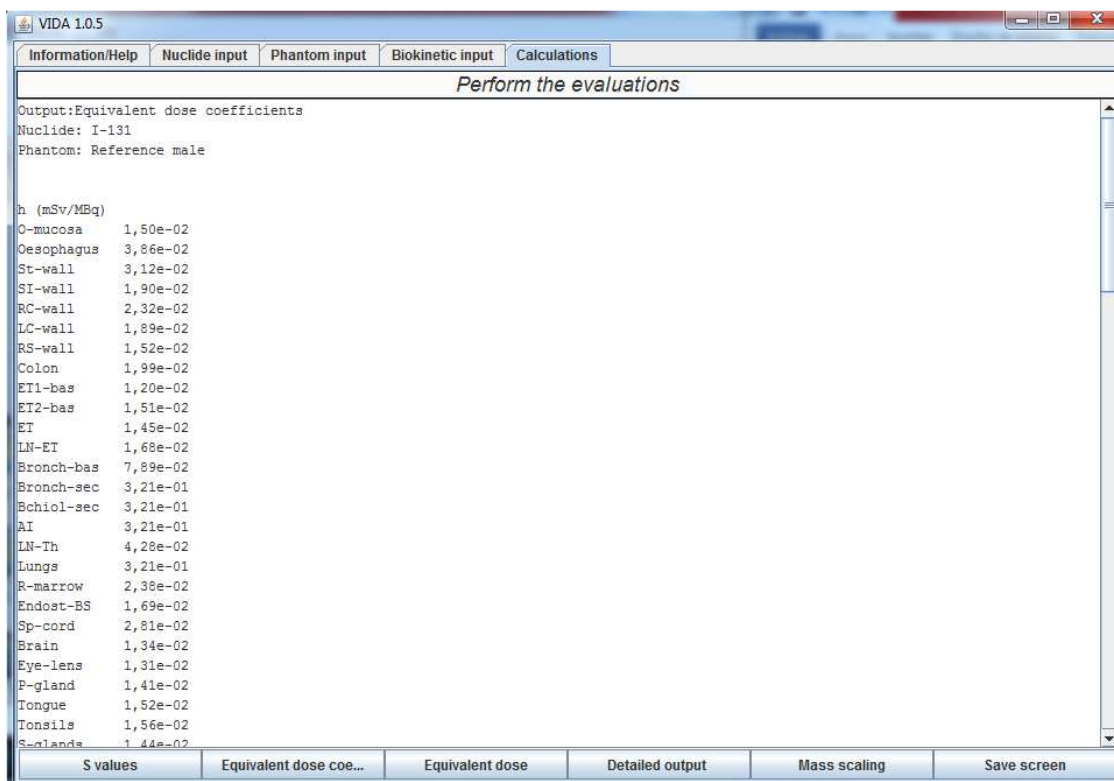 VIDA 1.0.5
Information/Help Nuclide input Phantom input Biokinetic input Calculations
Perform the evaluations
Output:Equivalent dose coefficients
Nuclide: I-131
Phantom: Reference male
h (mSv/MBq)
O-mucosa 1,50e-02
Oesophagus 3,86e-02
St-wall 3,12e-02
SI-wall 1,90e-02
RC-wall 2,32e-02
LC-wall 1,89e-02
RS-wall 1,52e-02
Colon 1,99e-02
ET1-bas 1,20e-02
ET2-bas 1,51e-02
ET 1,45e-02
LN-ET 1,68e-02
Bronch-bas 7,89e-02
Bronch-sec 3,21e-01
Bchiol-sec 3,21e-01
AI 3,21e-01
LN-Th 4,28e-02
Lungs 3,21e-01
R-marrow 2,38e-02
Endost-BS 1,69e-02
Sp-cord 2,81e-02
Brain 1,34e-02
Eye-lens 1,31e-02
P-gland 1,41e-02
Tongue 1,52e-02
Tonsils 1,56e-02
S-glands 1,44e-02
S values Equivalent dose coe... Equivalent dose Detailed output Mass scaling Save screen